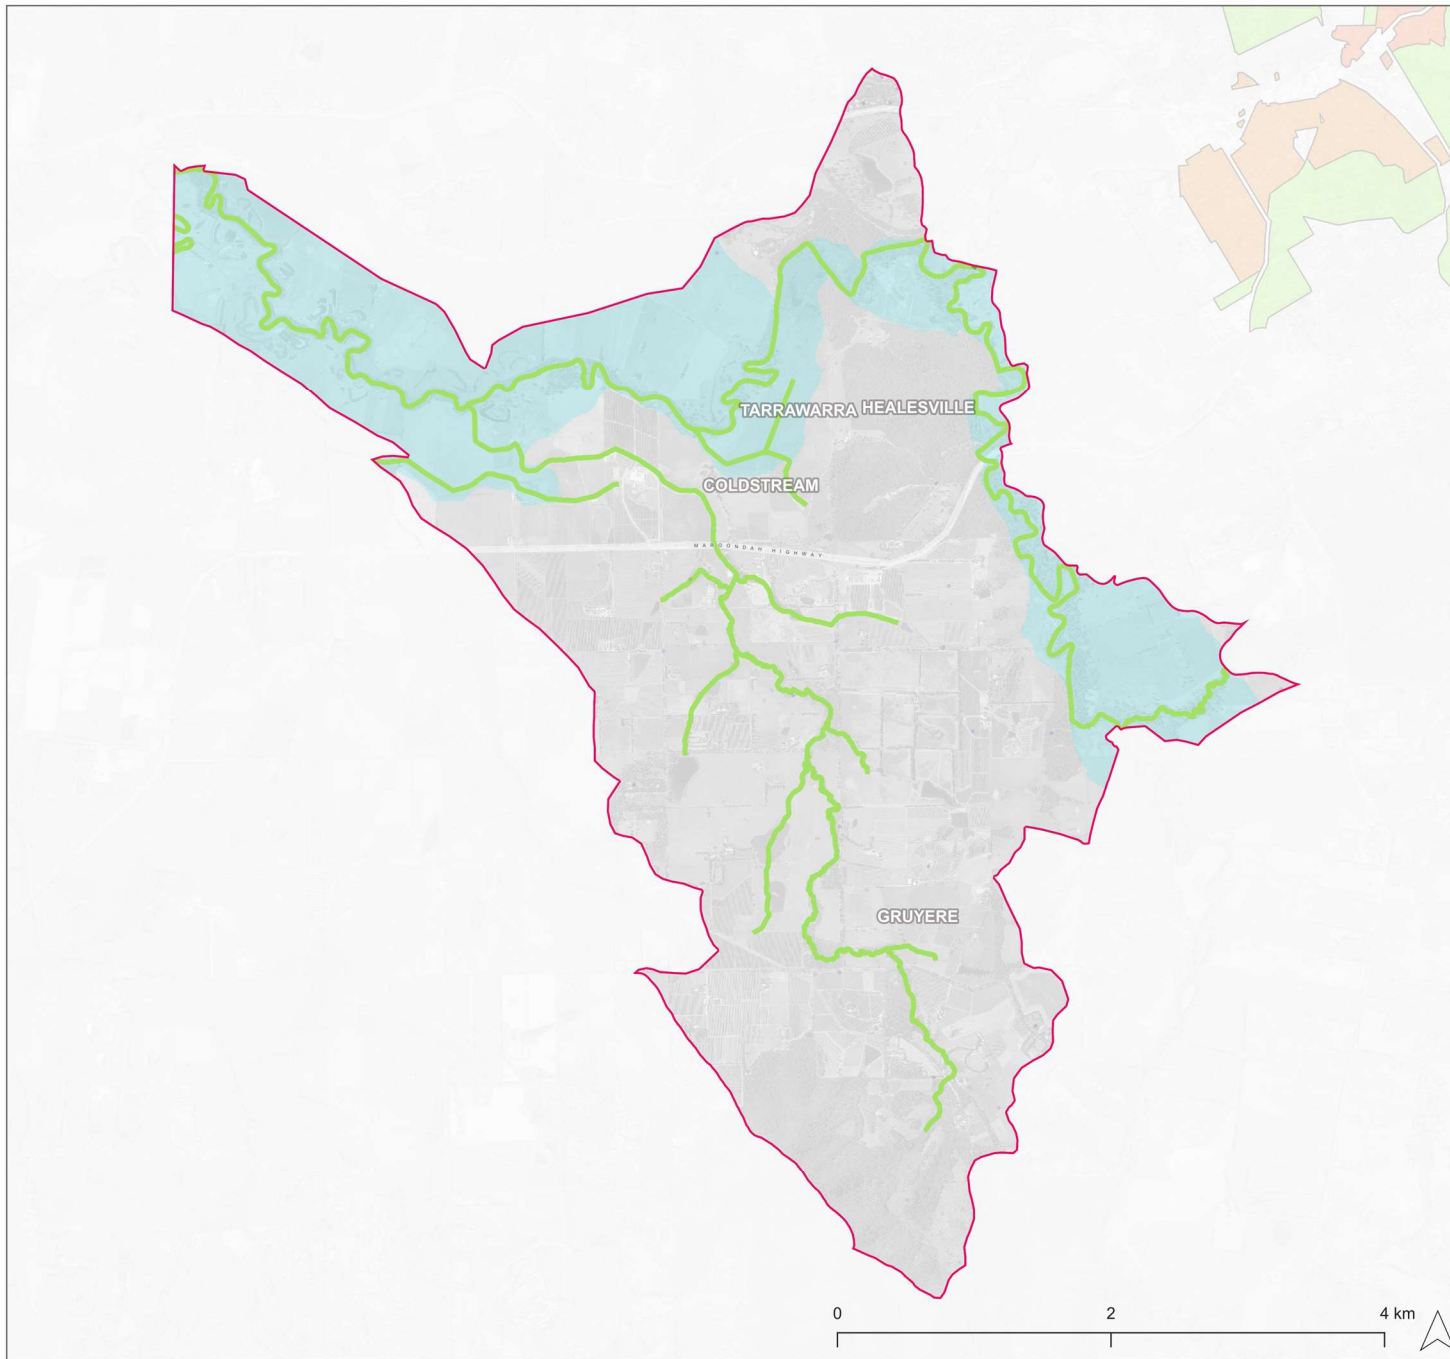 TARRAWARRA HEALESVILLE
COLDSTREAM
MAROONDAH HIGHWAY
GRUYERE
0 2 4 km